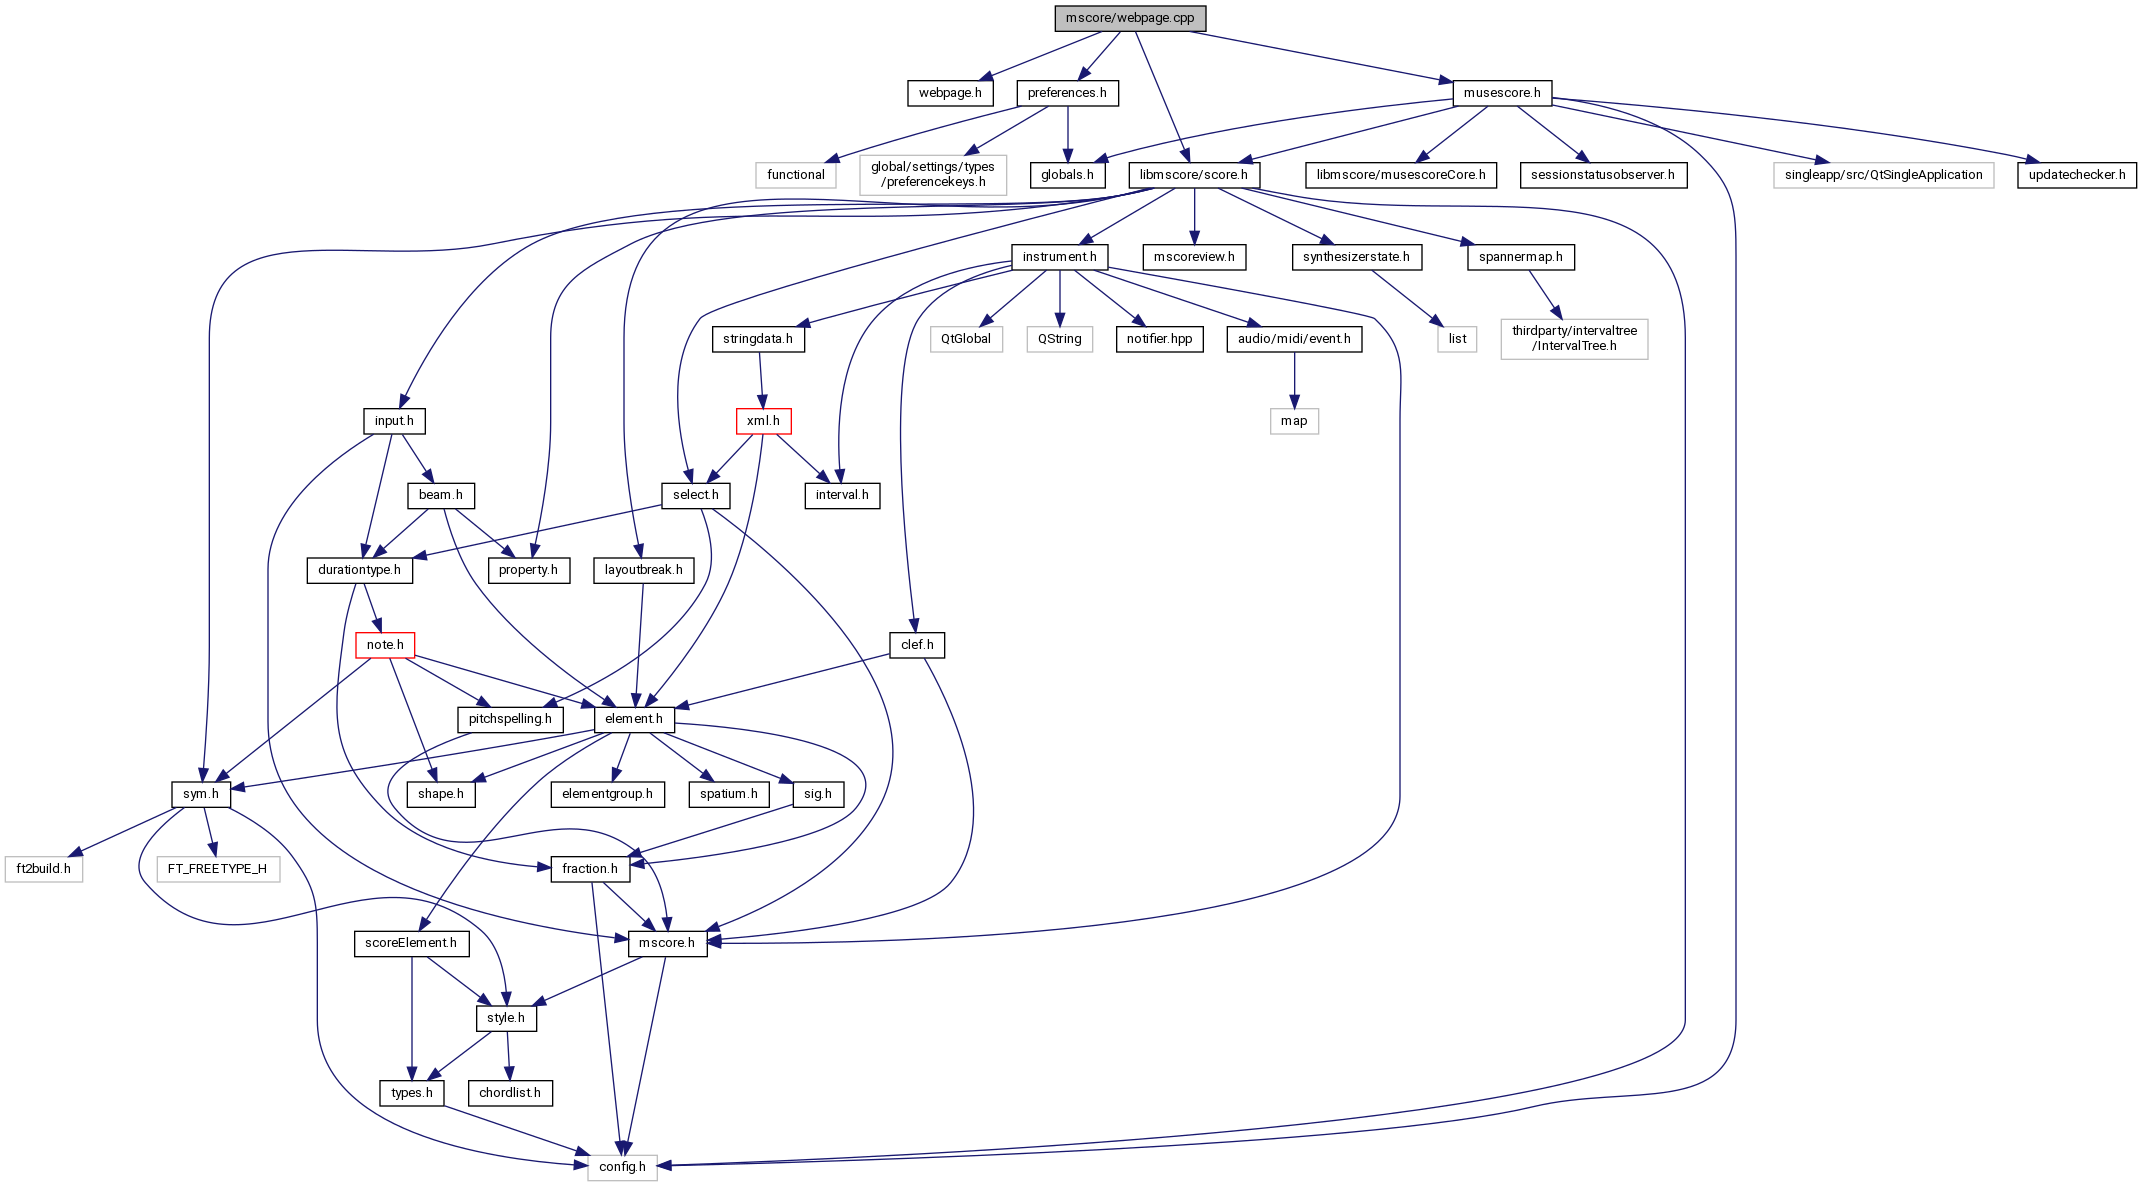 mscore/webpage.cpp
webpage.h
preferences.h
musescore.h
functional
global/settings/types
/preferencekeys.h
globals.h
libmscore/score.h
libmscore/musescoreCore.h
sessionstatusobserver.h
singleapp/src/QtSingleApplication
updatechecker.h
instrument.h
mscoreview.h
synthesizerstate.h
spannermap.h
stringdata.h
QtGlobal
QString
notifier.hpp
audio/midi/event.h
list
thirdparty/intervaltree
/IntervalTree.h
input.h
xml.h
map
beam.h
select.h
interval.h
durationtype.h
property.h
layoutbreak.h
note.h
clef.h
pitchspelling.h
element.h
sym.h
shape.h
elementgroup.h
spatium.h
sig.h
ft2build.h
FT_FREETYPE_H
fraction.h
scoreElement.h
mscore.h
style.h
types.h
chordlist.h
config.h